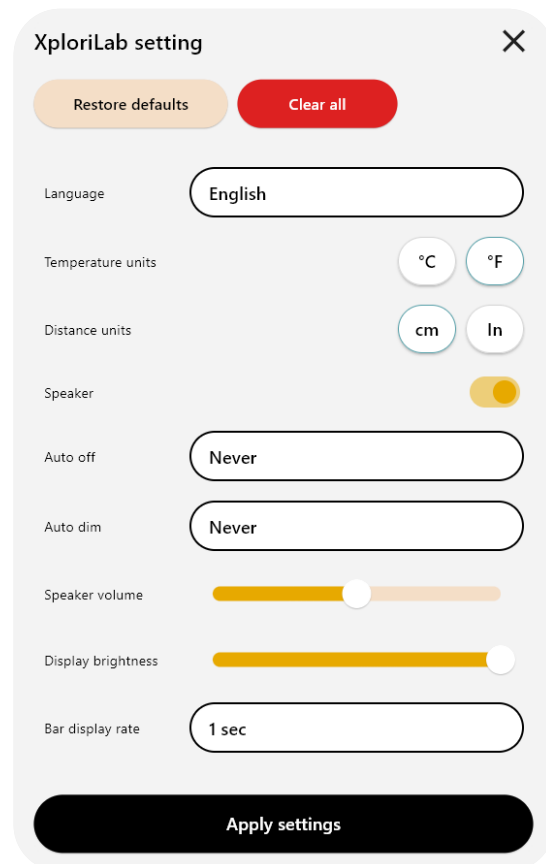 XploriLab setting
Restore defaults
Clear all
Language
English
Temperature units
°C
°F
Distance units
cm
In
Speaker
Auto off
Never
Auto dim
Never
Speaker volume
Display brightness
Bar display rate
1 sec
Apply settings